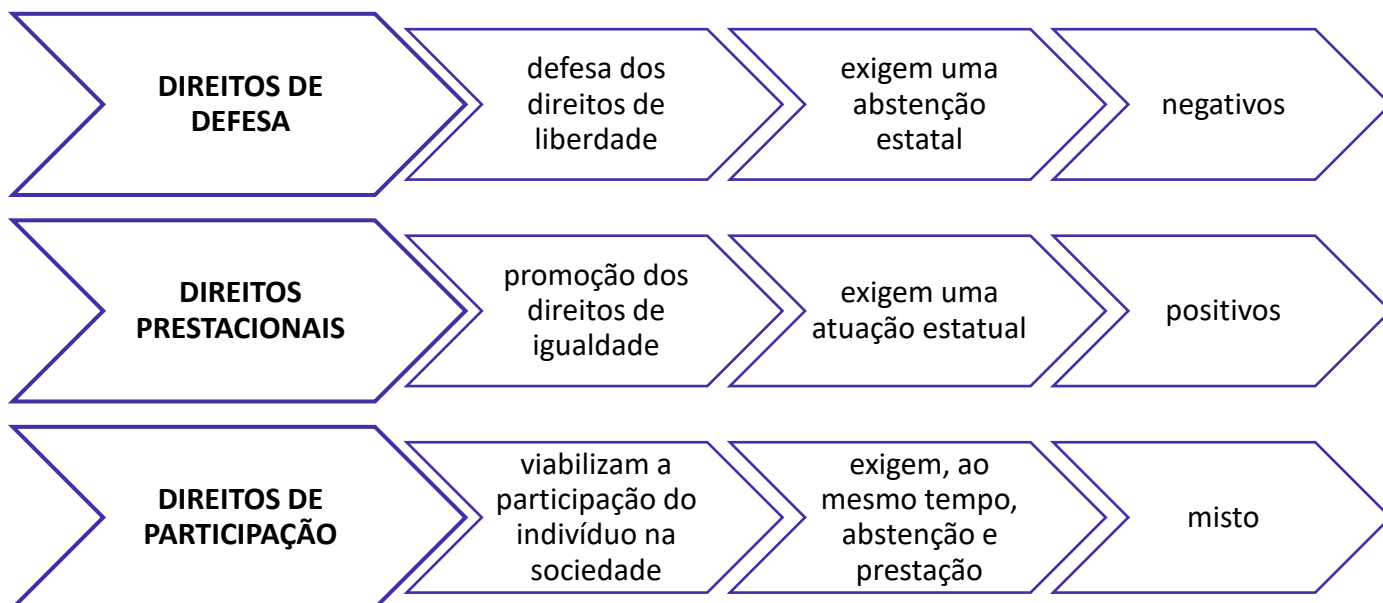 DIREITOS DE
DEFESA
defesa dos
direitos de
liberdade
exigem uma
abstenção
estatal
negativos
DIREITOS
PRESTACIONAIS
promoção dos
direitos de
igualdade
exigem uma
atuação estatual
positivos
DIREITOS DE
PARTICIPAÇÃO
viabilizam a
participação do
indivíduo na
sociedade
exigem, ao
mesmo tempo,
abstenção e
prestação
misto